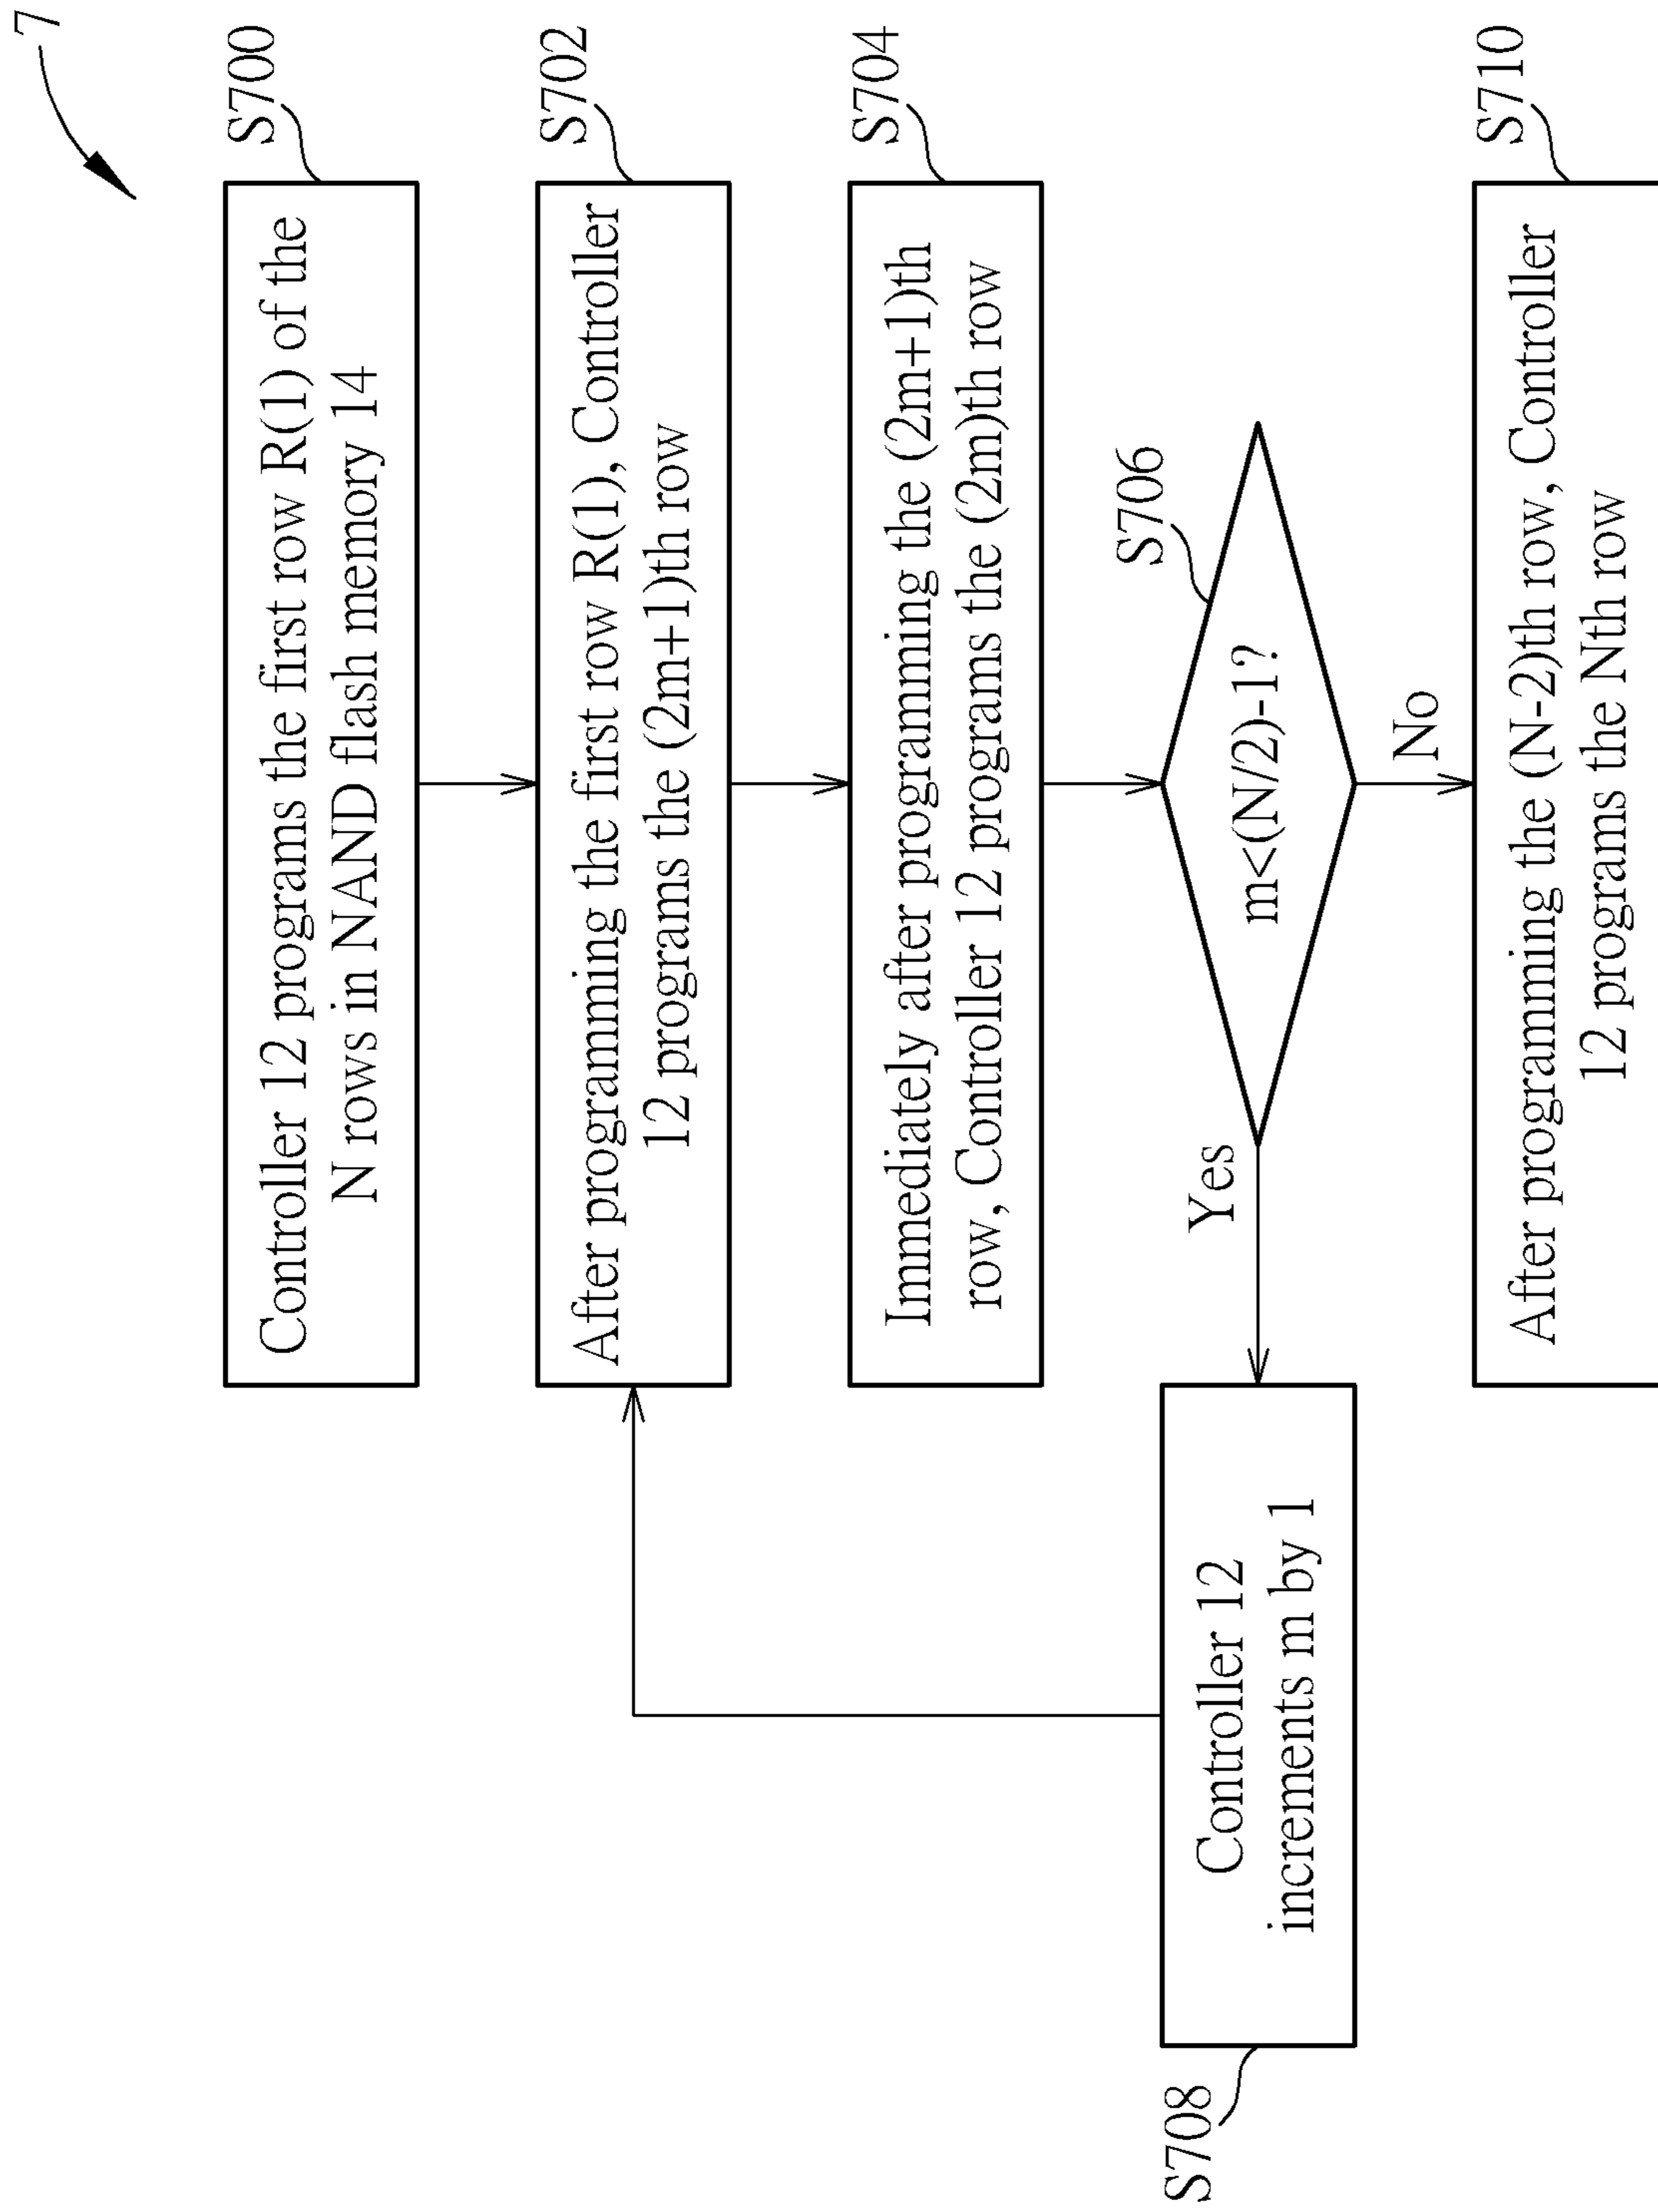 7
S700
Controller 12 programs the first row R(1) of the
N rows in NAND flash memory 14
S702
After programming the first row R(1), Controller
12 programs the (2m+1)th row
S704
Immediately after programming the (2m+1)th
row, Controller 12 programs the (2m)th row
S706
m<(N/2)-1?
Yes
No
S708
Controller 12
increments m by 1
S710
After programming the (N-2)th row, Controller
12 programs the Nth row